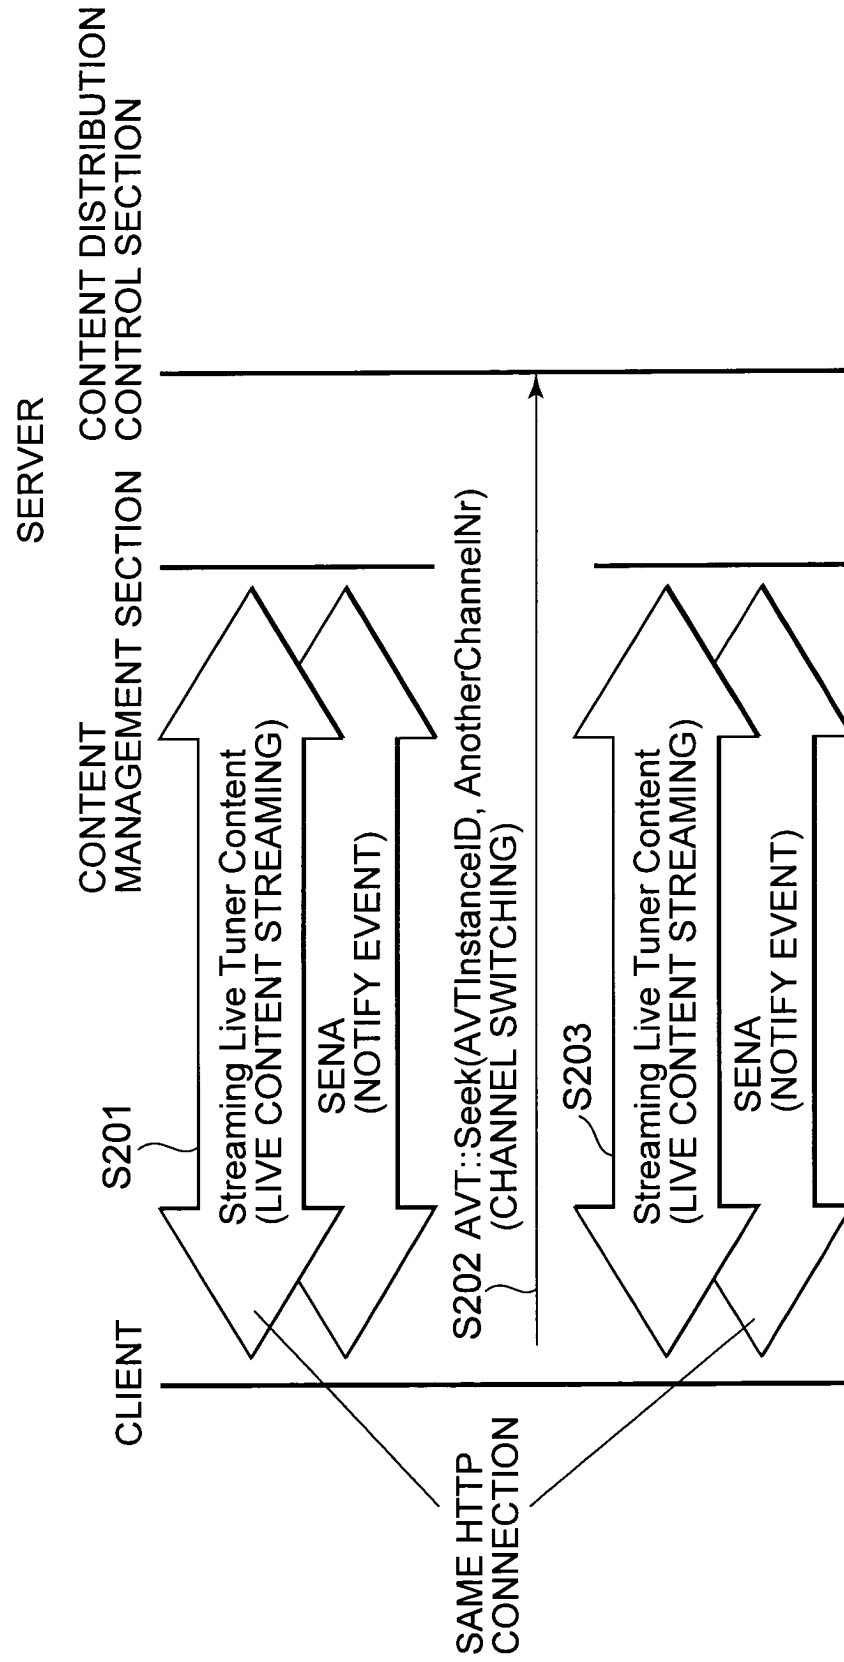 SERVER
CLIENT
CONTENT
MANAGEMENT SECTION
CONTENT DISTRIBUTION
CONTROL SECTION
S201
Streaming Live Tuner Content
(LIVE CONTENT STREAMING)
SENA
(NOTIFY EVENT)
S202 AVT::Seek(AVTInstanceID, AnotherChannelNr)
(CHANNEL SWITCHING)
SAME HTTP
CONNECTION
S203
Streaming Live Tuner Content
(LIVE CONTENT STREAMING)
SENA
(NOTIFY EVENT)